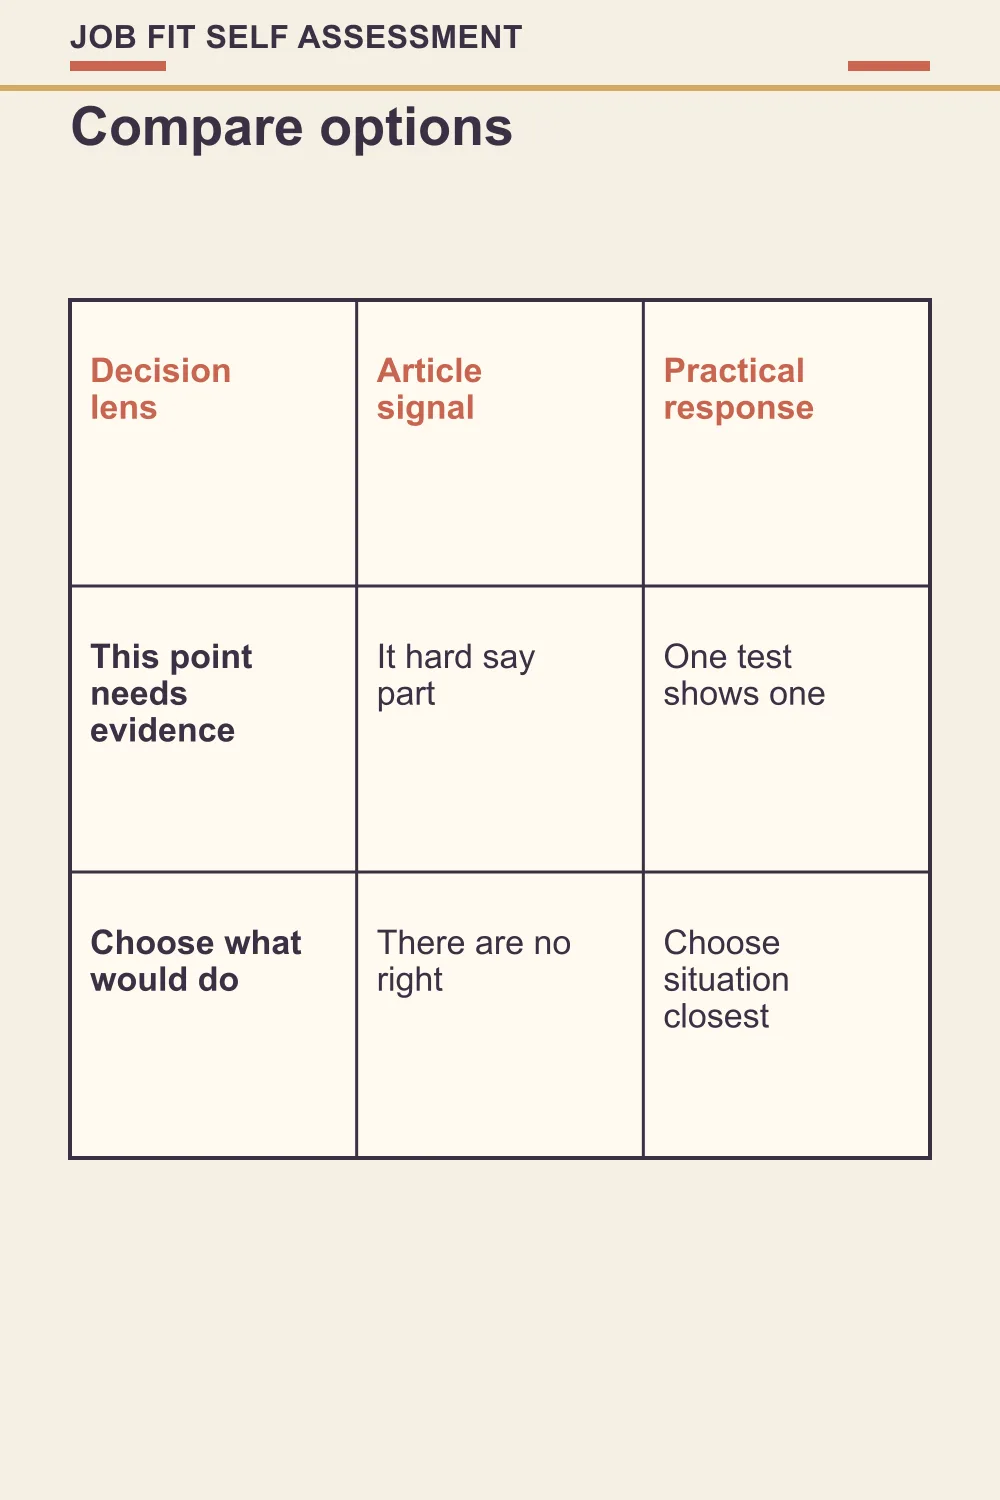 JOB FIT SELF ASSESSMENT
Compare options
Decision
lens
Article
signal
Practical
response
This point
needs
evidence
It hard say
part
One test
shows one
Choose what
would do
There are no
right
Choose
situation
closest